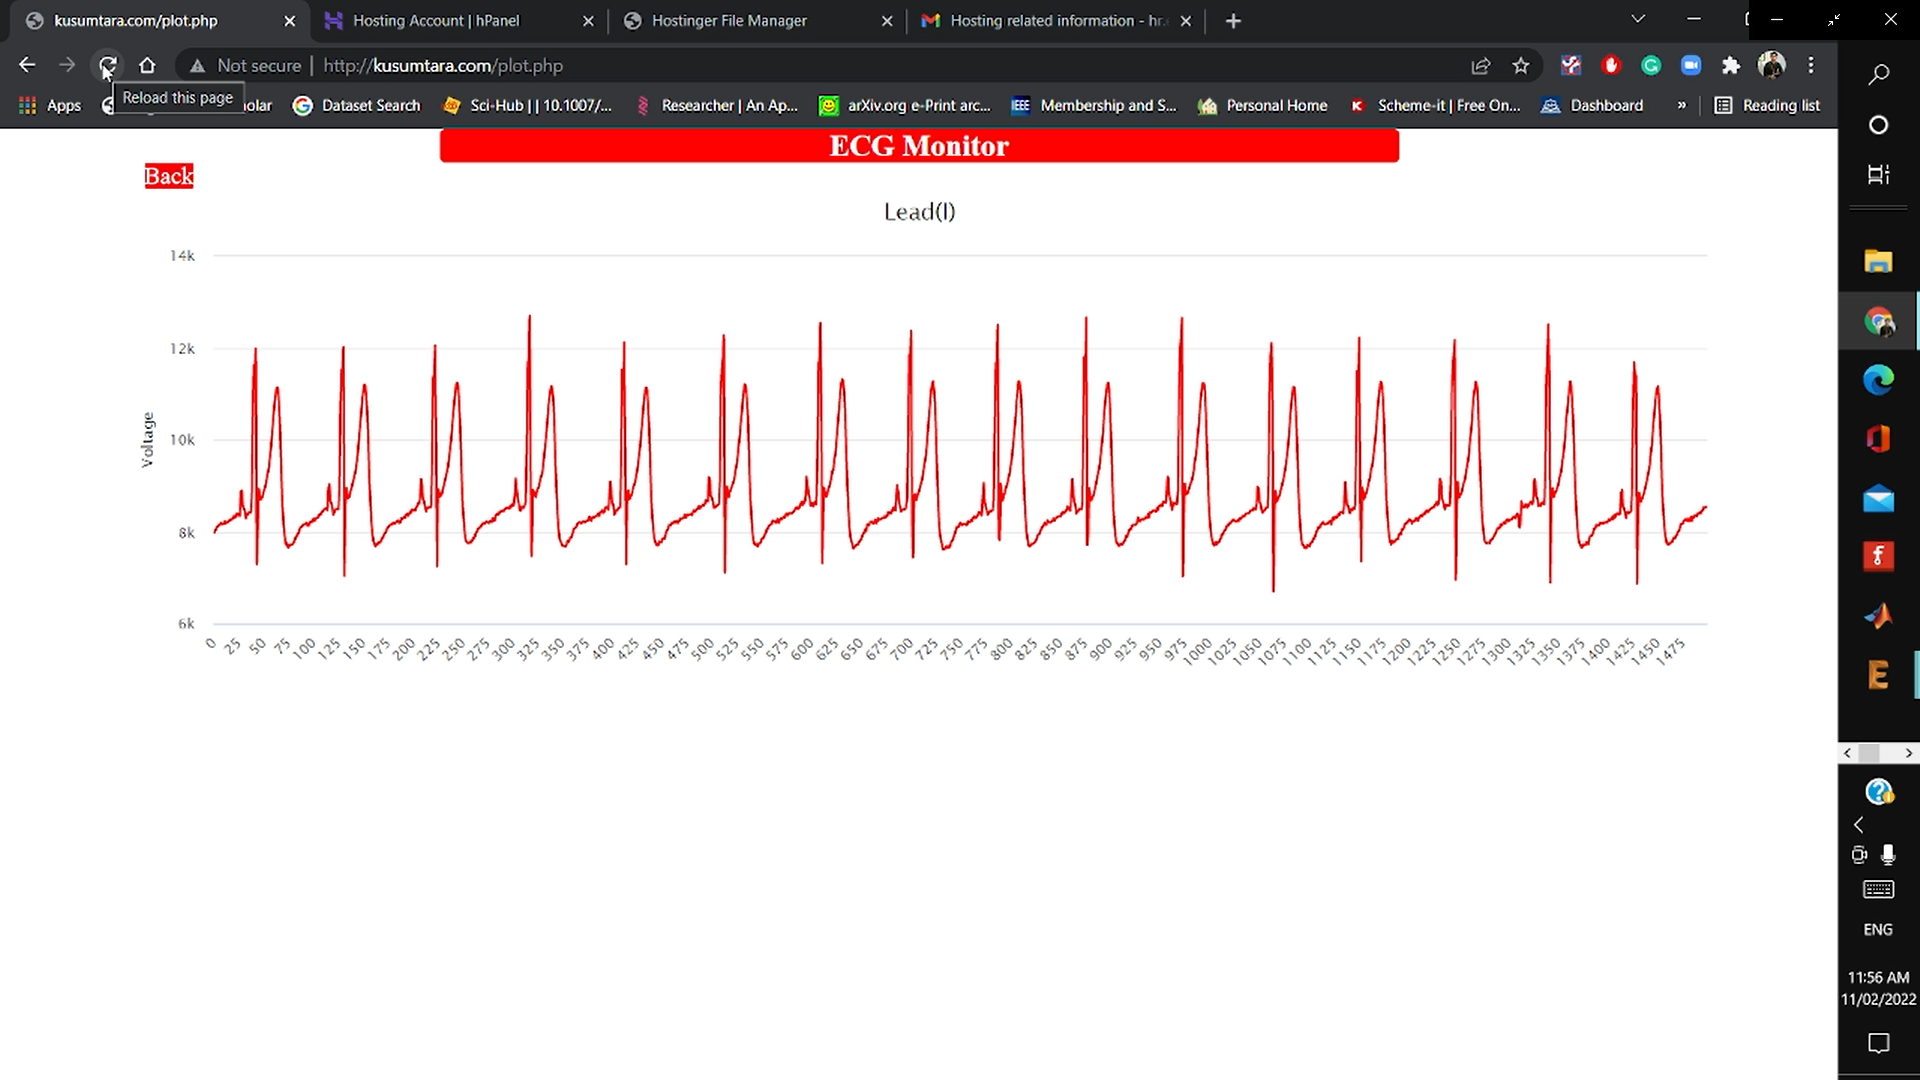 kusumtara.com/plot.php
Hosting Account | hPanel
Hostinger File Manager
Hosting related information - hr.
Not secure | http://kusumtara.com/plot.php
Reload this page
Apps
olar
Dataset Search
Sci-Hub | | 10.1007/...
Researcher | An Ap...
arXiv.org e-Print arc...
IEEE
Membership and S...
Personal Home
Scheme-it | Free On...
Dashboard
»
Reading list
ECG Monitor
Back
Lead(I)
Voltage
14k
12k
10k
8k
6k
0 25 50 75 100 125 150 175 200 225 250 275 300 325 350 375 400 425 450 475 500 525 550 575 600 625 650 675 700 725 750 775 800 825 850 875 900 925 950 975 1000 1025 1050 1075 1100 1125 1150 1175 1200 1225 1250 1275 1300 1325 1350 1375 1400 1425 1450 1475
ENG
11:56 AM
11/02/2022